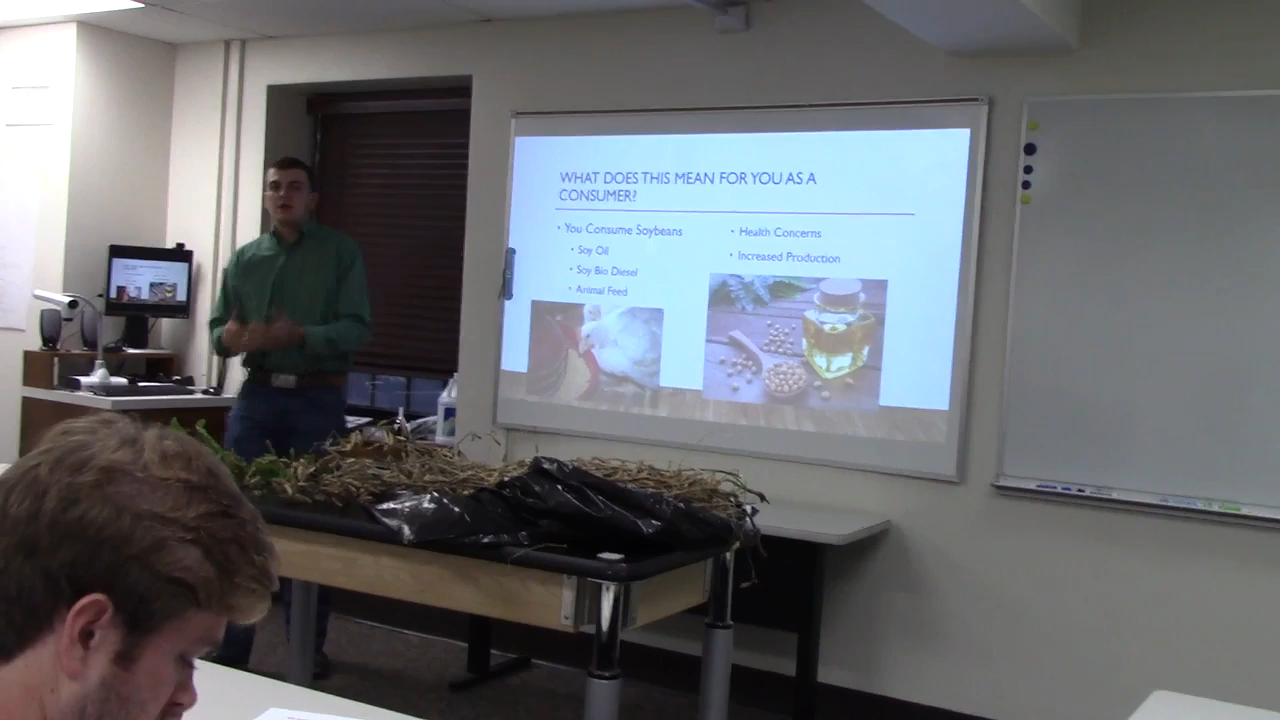 WHAT DOES THIS MEAN FOR YOU AS A
CONSUMER?
• You Consume Soybeans
• Soy Oil
• Soy Bio Diesel
• Animal Feed
• Health Concerns
• Increased Production